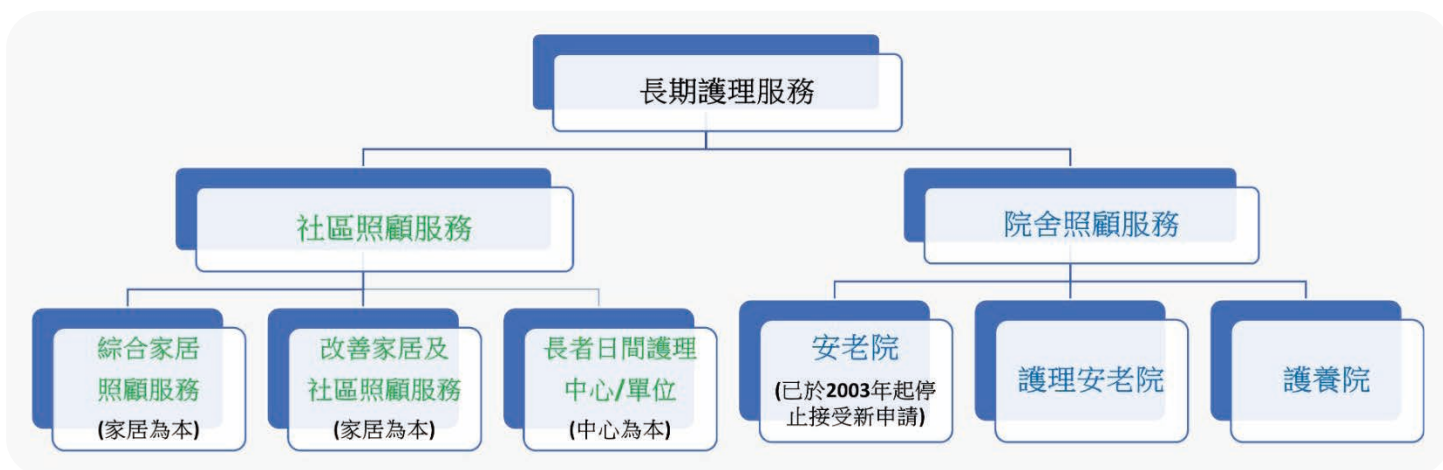 長期護理服務
社區照顧服務
院舍照顧服務
綜合家居
照顧服務
(家居為本)
改善家居及
社區照顧服務
(家居為本)
長者日間護理
中心/單位
(中心為本)
安老院
(已於2003年起停
止接受新申請)
護理安老院
護養院